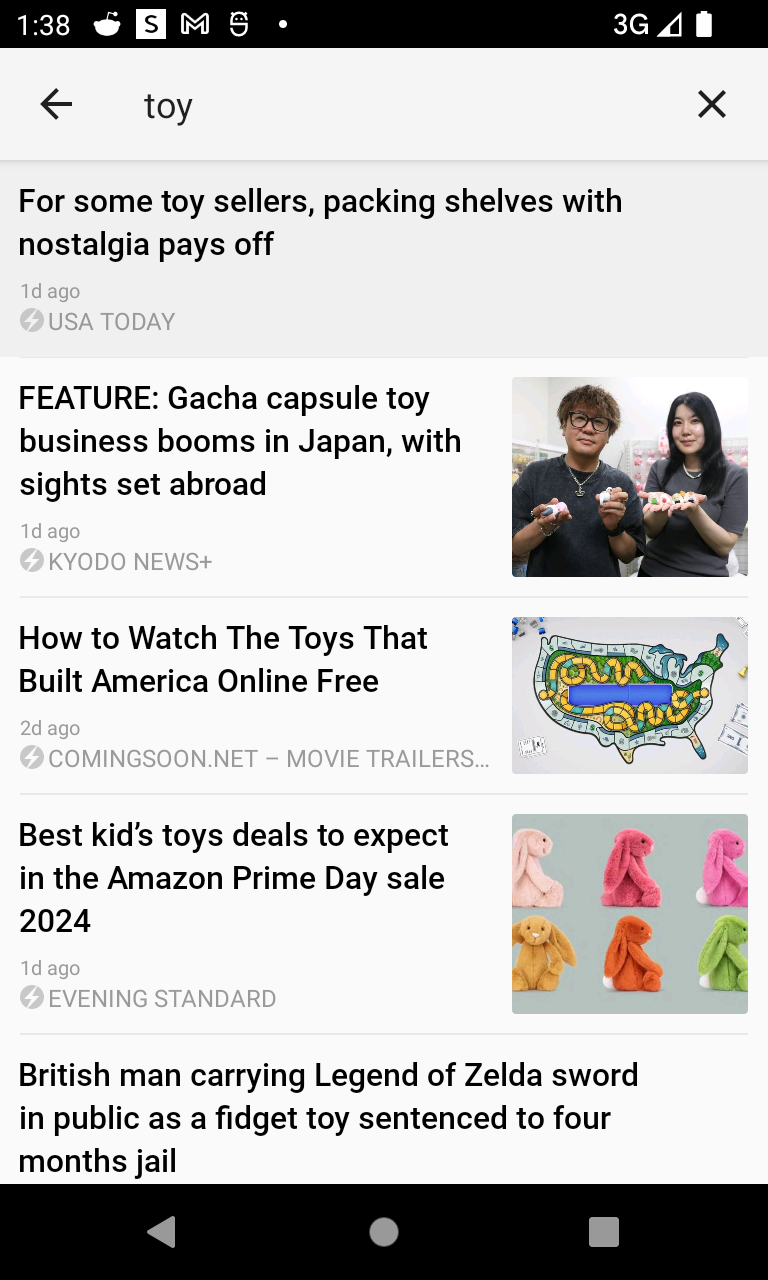 1:38
S
3G
toy
For some toy sellers, packing shelves with
nostalgia pays off
1d ago
USA TODAY
FEATURE: Gacha capsule toy
business booms in Japan, with
sights set abroad
1d ago
KYODO NEWS+
How to Watch The Toys That
Built America Online Free
2d ago
COMINGSOON.NET – MOVIE TRAILERS...
Best kid’s toys deals to expect
in the Amazon Prime Day sale
2024
1d ago
EVENING STANDARD
British man carrying Legend of Zelda sword
in public as a fidget toy sentenced to four
months jail